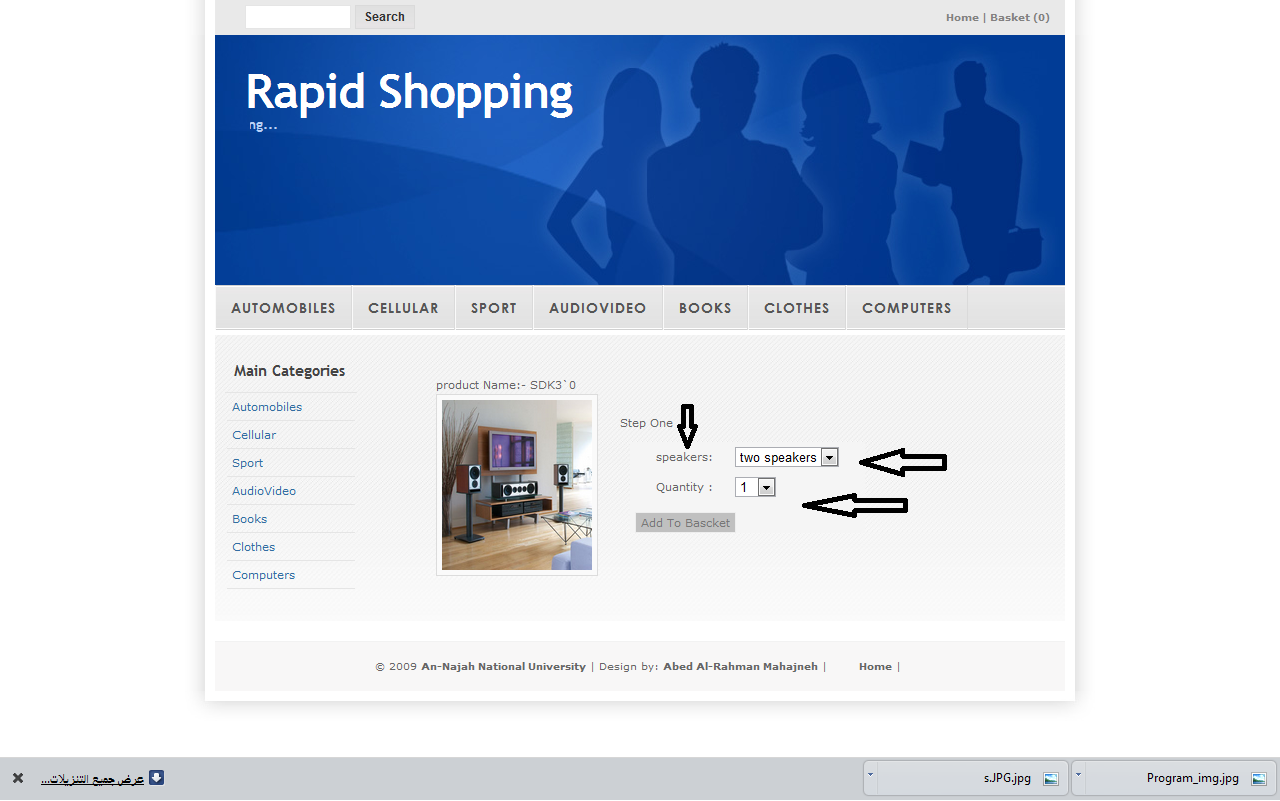 Search
Home | Basket (0)
Rapid Shopping
ng...
AUTOMOBILES CELLULAR SPORT AUDIOVIDEO BOOKS CLOTHES COMPUTERS
Main Categories
Automobiles
Cellular
Sport
AudioVideo
Books
Clothes
Computers
product Name:- SDK3`0
Step One
speakers: two speakers
Quantity : 1
Add To Bascket
© 2009 An-Najah National University | Design by: Abed Al-Rahman Mahajneh | Home |
عرض جميع التنزيلات...
s.JPG.jpg
Program_img.jpg